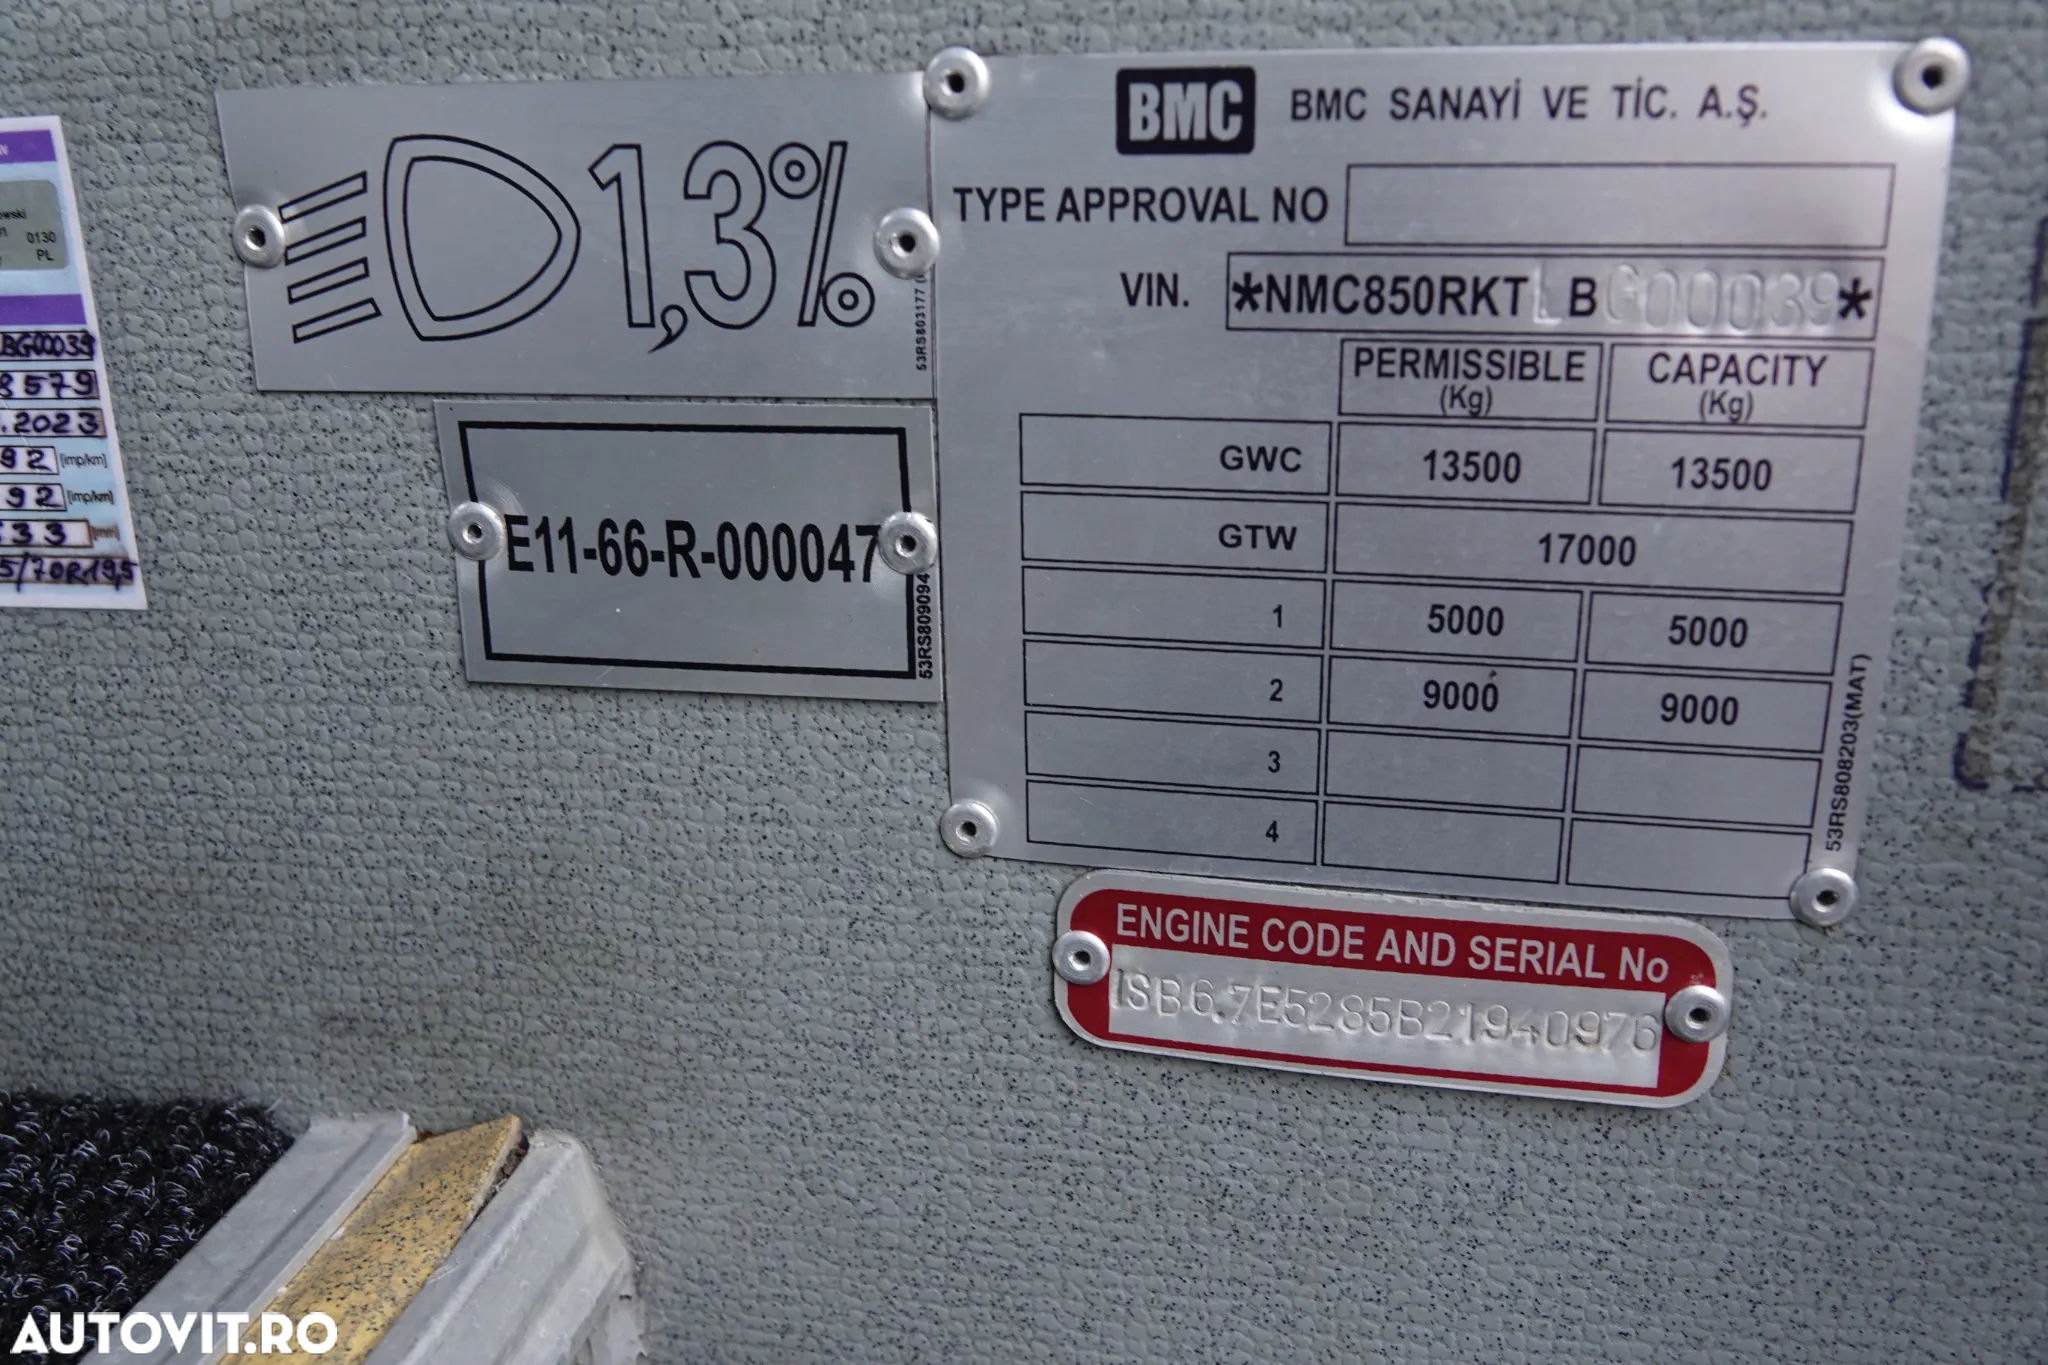 N
owski
0130
PL
BG00039
8579
.2023
92 [imp/km]
92 [imp/km]
33 [mm]
5/70R19,5
1,3%
53RS803177
E11-66-R-000047
53RS809094
BMC BMC SANAYİ VE TİC. A.Ş.
TYPE APPROVAL NO
VIN. *NMC850RKTLBG00039*
PERMISSIBLE (Kg) CAPACITY (Kg)
GWC 13500 13500
GTW 17000
1 5000 5000
2 9000 9000
3
4
53RS808203(MAT)
ENGINE CODE AND SERIAL No
ISB6.7E5285B21940976
AUTOVIT.RO